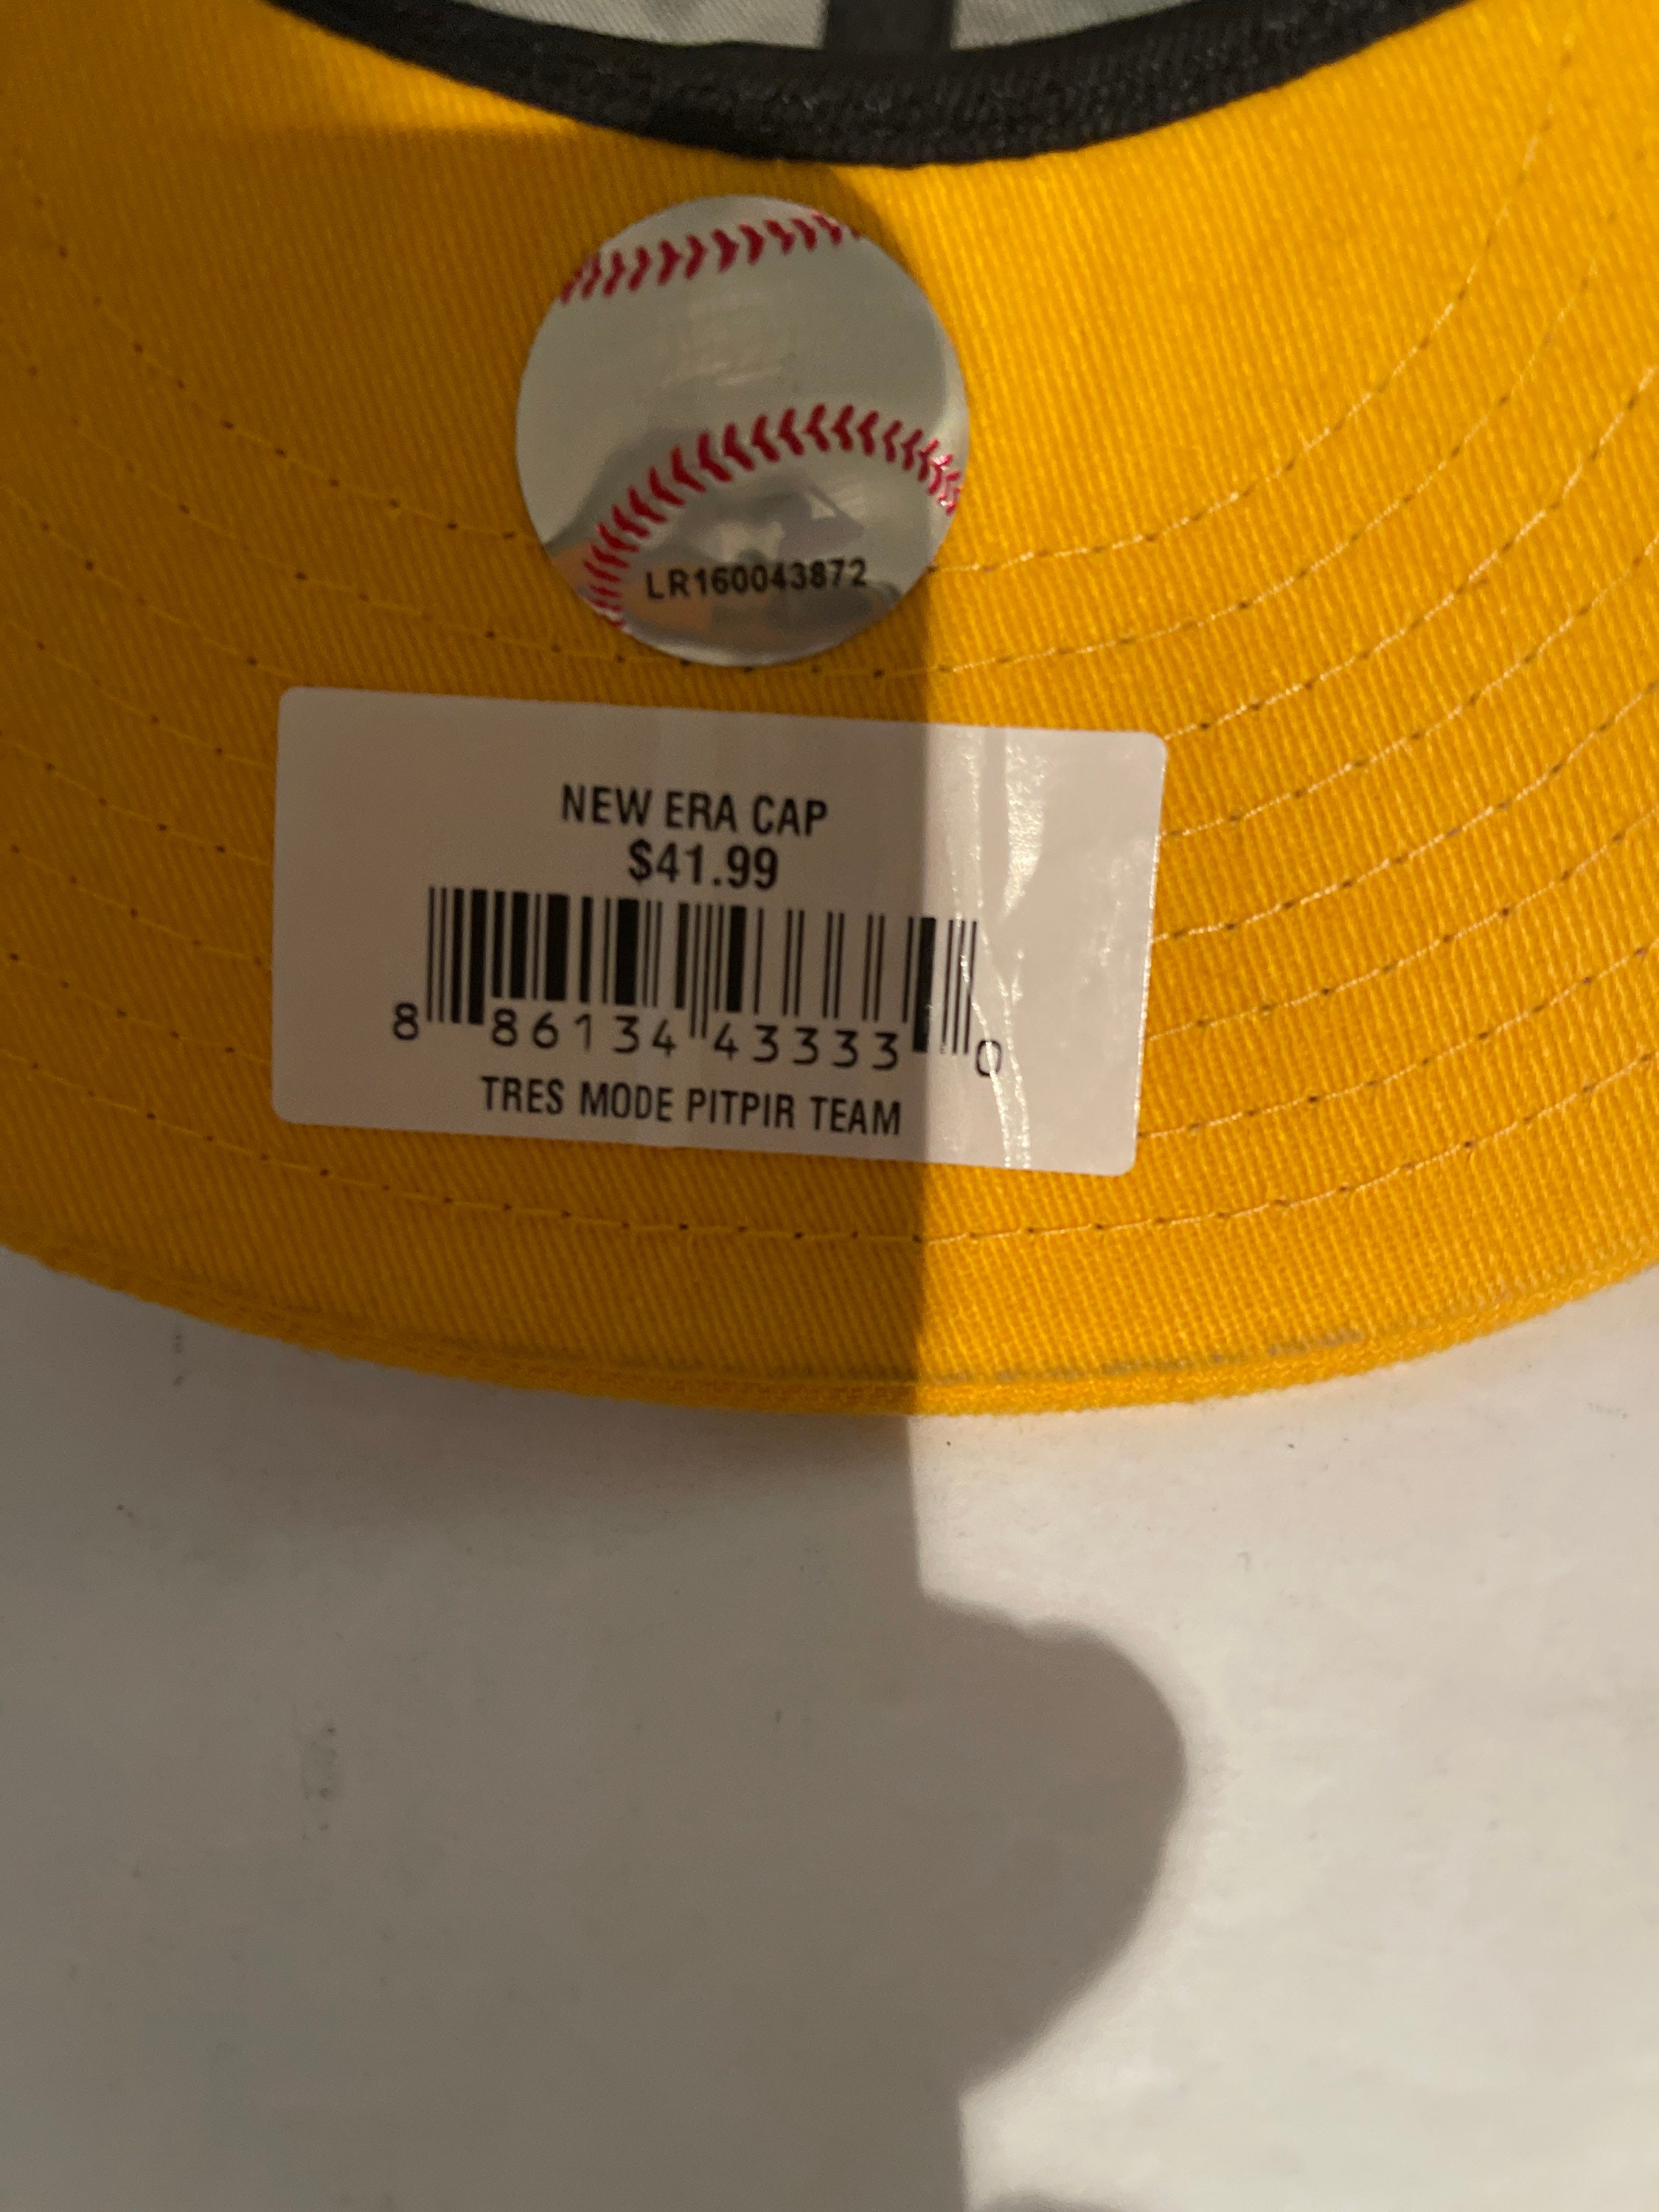 LR160043872
NEW ERA CAP
$41.99
8 86134 43333 0
TRES MODE PITPIR TEAM